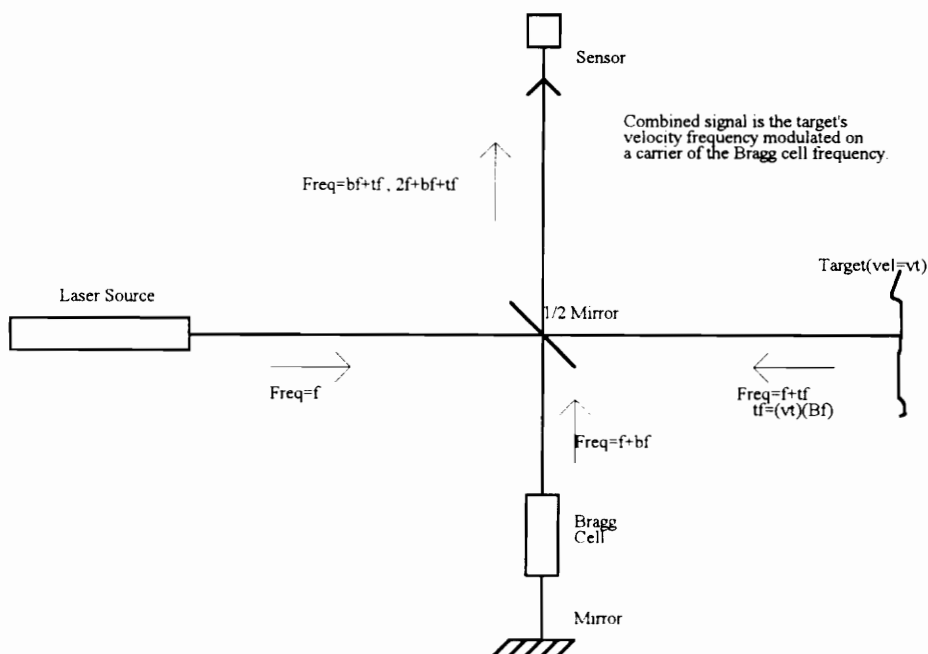 Sensor
Combined signal is the target's
velocity frequency modulated on
a carrier of the Bragg cell frequency.
Freq=bf+tf , 2f+bf+tf
Target(vel=vt)
Laser Source
1/2 Mirror
Freq=f
Freq=f+tf
tf=(vt)(Bf)
Freq=f+bf
Bragg
Cell
Mirror